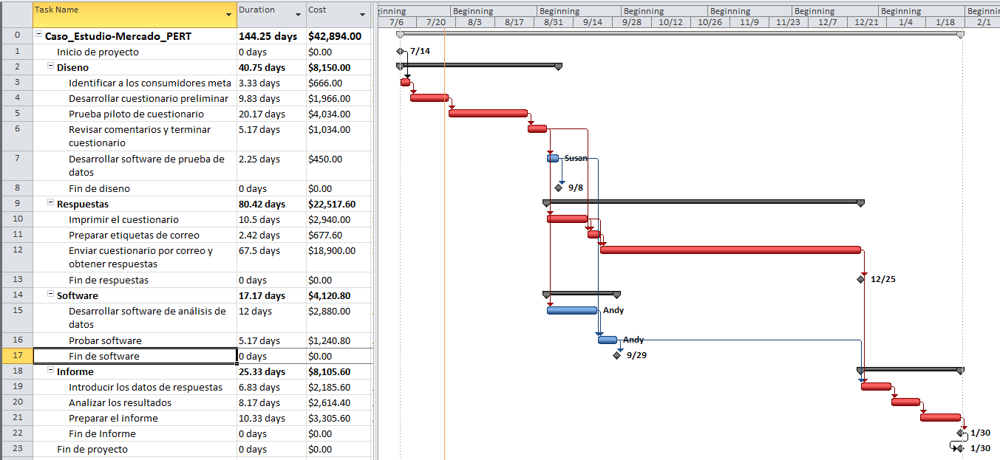 Task Name Duration Cost
inning Beginning Beginning Beginning Beginning Beginning Beginning Beginnin
7/6 7/20 8/3 8/17 8/31 9/14 9/28 10/12 10/26 11/9 11/23 12/7 12/21 1/4 1/18 2/1
0 Caso_Estudio-Mercado_PERT 144.25 days $42,894.00
1 Inicio de proyecto 0 days $0.00 7/14
2 Diseno 40.75 days $8,150.00
3 Identificar a los consumidores meta 3.33 days $666.00
4 Desarrollar cuestionario preliminar 9.83 days $1,966.00
5 Prueba piloto de cuestionario 20.17 days $4,034.00
6 Revisar comentarios y terminar 5.17 days $1,034.00
cuestionario
7 Desarrollar software de prueba de 2.25 days $450.00 Susan
datos
8 Fin de diseno 0 days $0.00 9/8
9 Respuestas 80.42 days $22,517.60
10 Imprimir el cuestionario 10.5 days $2,940.00
11 Preparar etiquetas de correo 2.42 days $677.60
12 Enviar cuestionario por correo y 67.5 days $18,900.00
obtener respuestas
13 Fin de respuestas 0 days $0.00 12/25
14 Software 17.17 days $4,120.80
15 Desarrollar software de análisis de 12 days $2,880.00 Andy
datos
16 Probar software 5.17 days $1,240.80 Andy
17 Fin de software 0 days $0.00 9/29
18 Informe 25.33 days $8,105.60
19 Introducir los datos de respuestas 6.83 days $2,185.60
20 Analizar los resultados 8.17 days $2,614.40
21 Preparar el informe 10.33 days $3,305.60
22 Fin de Informe 0 days $0.00 1/30
23 Fin de proyecto 0 days $0.00 1/30